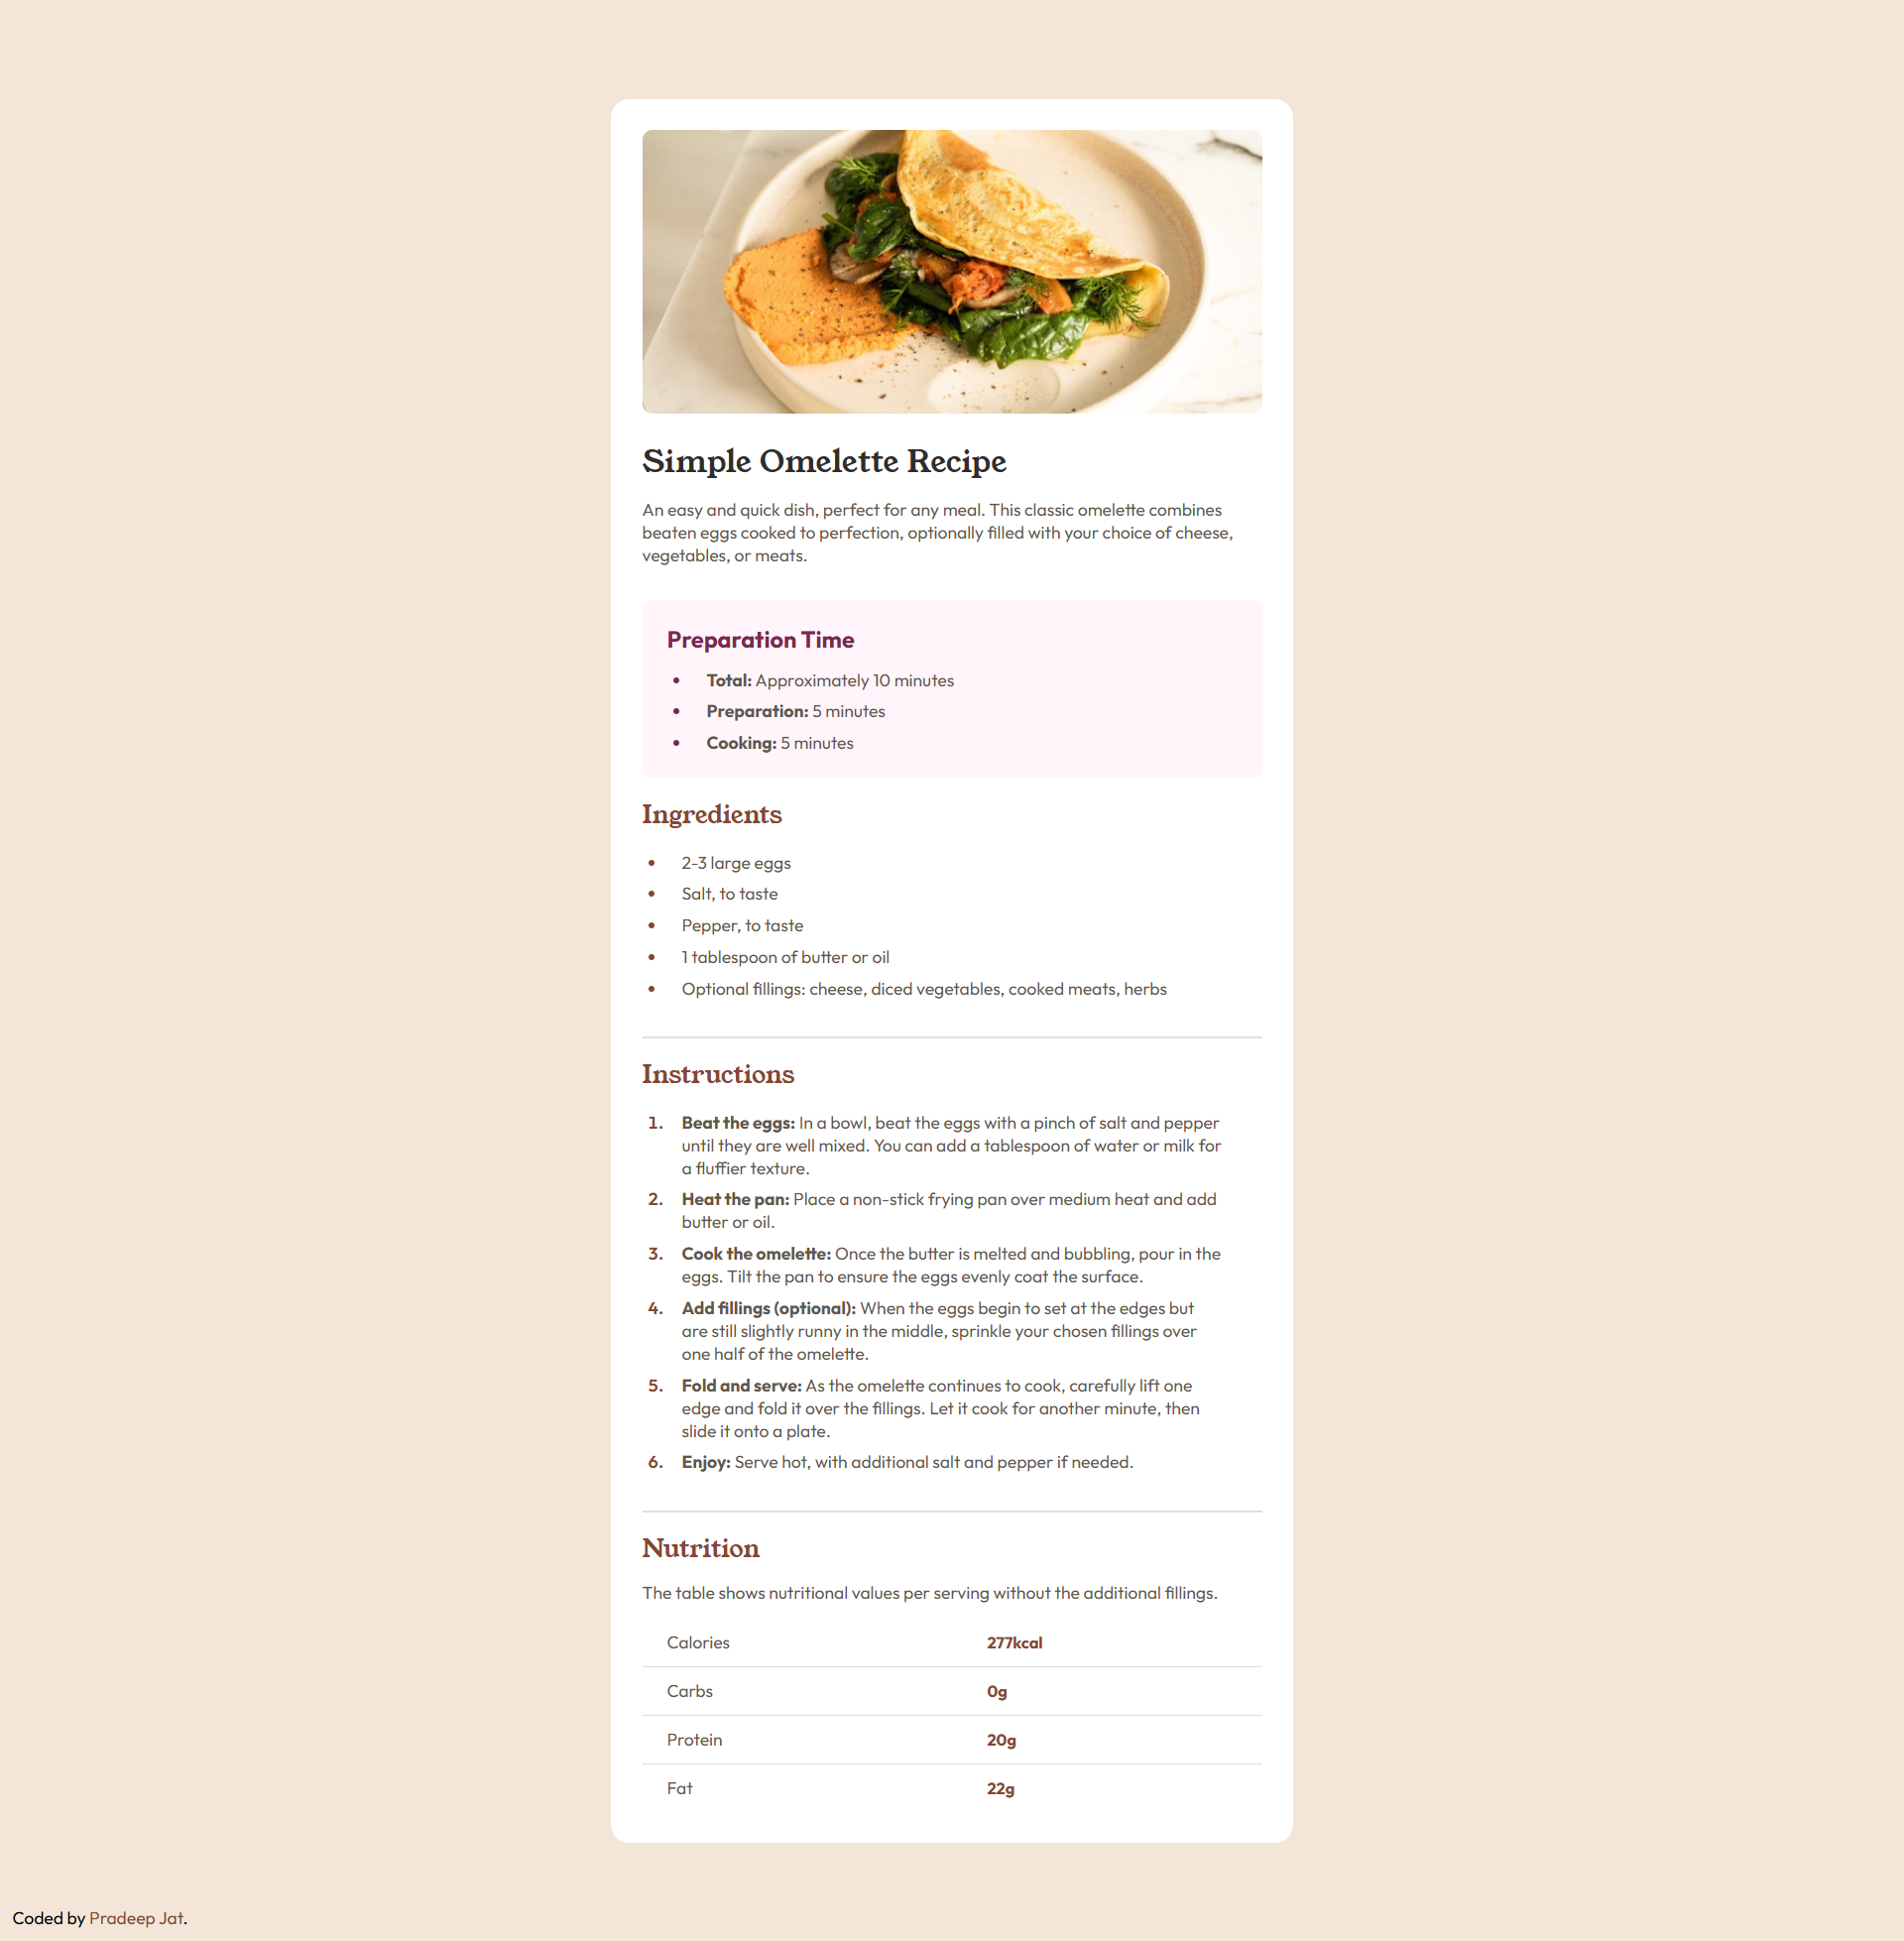 Simple Omelette Recipe
An easy and quick dish, perfect for any meal. This classic omelette combines
beaten eggs cooked to perfection, optionally filled with your choice of cheese,
vegetables, or meats.
Preparation Time
• Total: Approximately 10 minutes
• Preparation: 5 minutes
• Cooking: 5 minutes
Ingredients
• 2-3 large eggs
• Salt, to taste
• Pepper, to taste
• 1 tablespoon of butter or oil
• Optional fillings: cheese, diced vegetables, cooked meats, herbs
Instructions
1. Beat the eggs: In a bowl, beat the eggs with a pinch of salt and pepper
until they are well mixed. You can add a tablespoon of water or milk for
a fluffier texture.
2. Heat the pan: Place a non-stick frying pan over medium heat and add
butter or oil.
3. Cook the omelette: Once the butter is melted and bubbling, pour in the
eggs. Tilt the pan to ensure the eggs evenly coat the surface.
4. Add fillings (optional): When the eggs begin to set at the edges but
are still slightly runny in the middle, sprinkle your chosen fillings over
one half of the omelette.
5. Fold and serve: As the omelette continues to cook, carefully lift one
edge and fold it over the fillings. Let it cook for another minute, then
slide it onto a plate.
6. Enjoy: Serve hot, with additional salt and pepper if needed.
Nutrition
The table shows nutritional values per serving without the additional fillings.
Calories 277kcal
Carbs 0g
Protein 20g
Fat 22g
Coded by Pradeep Jat.